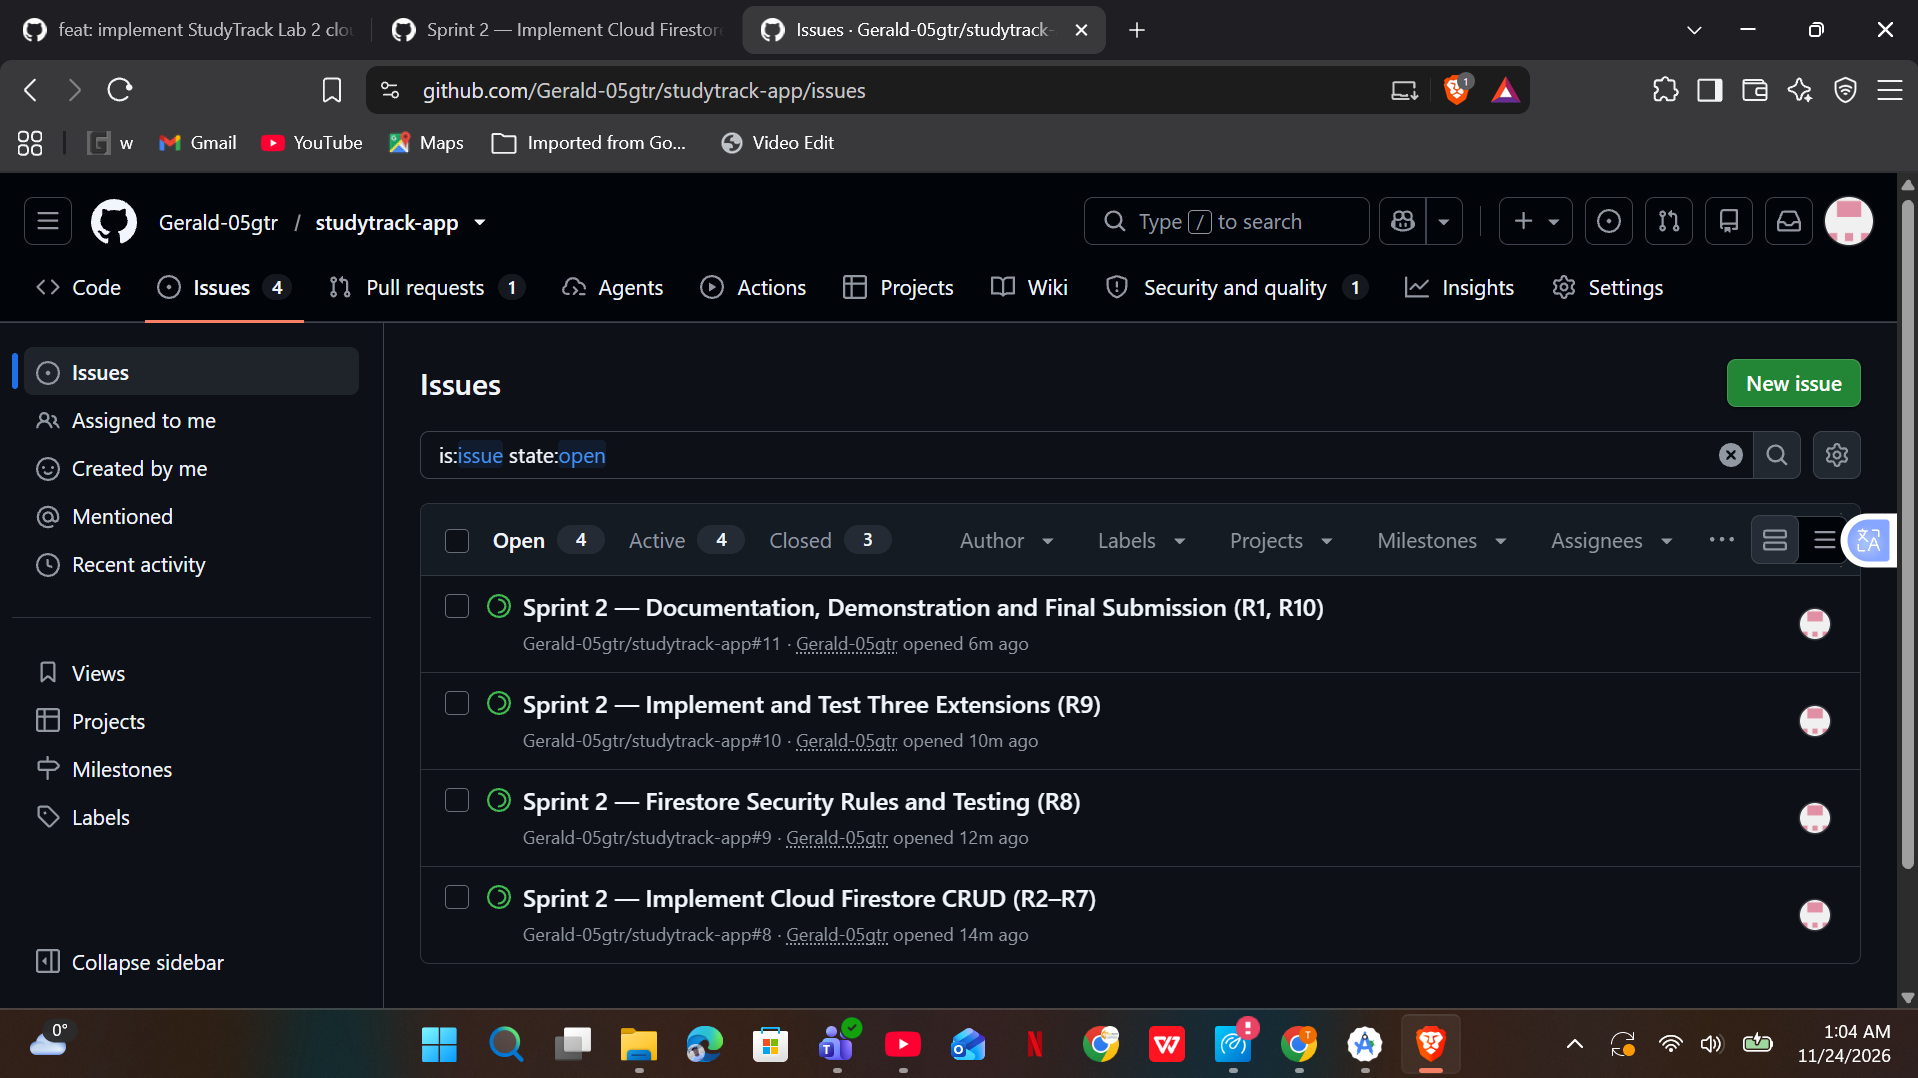 feat: implement StudyTrack Lab 2 clou
Sprint 2 — Implement Cloud Firestore
Issues · Gerald-05gtr/studytrack-
github.com/Gerald-05gtr/studytrack-app/issues
1
w
Gmail
YouTube
Maps
Imported from Go...
Video Edit
Gerald-05gtr / studytrack-app
Type / to search
Code
Issues 4
Pull requests 1
Agents
Actions
Projects
Wiki
Security and quality 1
Insights
Settings
Issues
Assigned to me
Created by me
Mentioned
Recent activity
Views
Projects
Milestones
Labels
Collapse sidebar
Issues
New issue
is:issue state:open
Open 4 Active 4 Closed 3 Author Labels Projects Milestones Assignees
Sprint 2 — Documentation, Demonstration and Final Submission (R1, R10)
Gerald-05gtr/studytrack-app#11 · Gerald-05gtr opened 6m ago
Sprint 2 — Implement and Test Three Extensions (R9)
Gerald-05gtr/studytrack-app#10 · Gerald-05gtr opened 10m ago
Sprint 2 — Firestore Security Rules and Testing (R8)
Gerald-05gtr/studytrack-app#9 · Gerald-05gtr opened 12m ago
Sprint 2 — Implement Cloud Firestore CRUD (R2–R7)
Gerald-05gtr/studytrack-app#8 · Gerald-05gtr opened 14m ago
0°
1:04 AM
11/24/2026